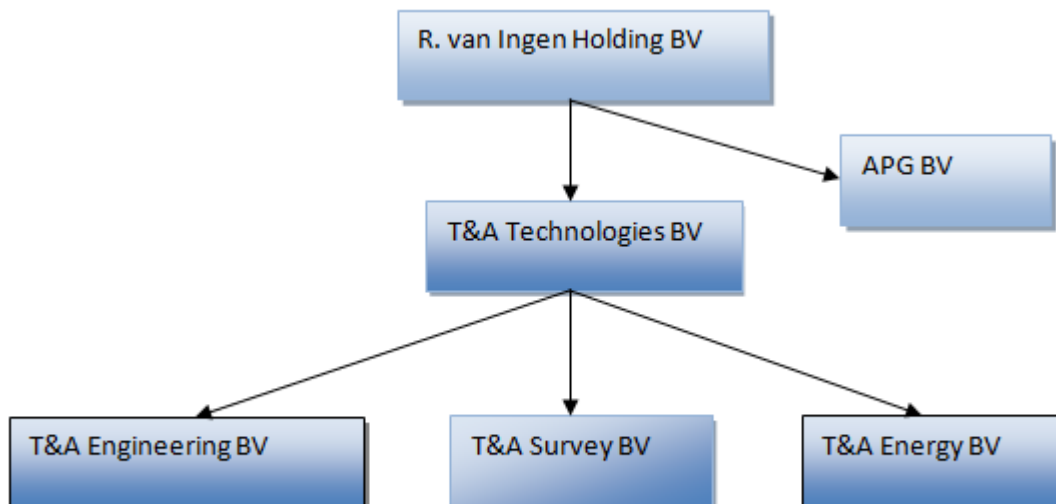 R. van Ingen Holding BV
APG BV
T&A Technologies BV
T&A Engineering BV
T&A Survey BV
T&A Energy BV